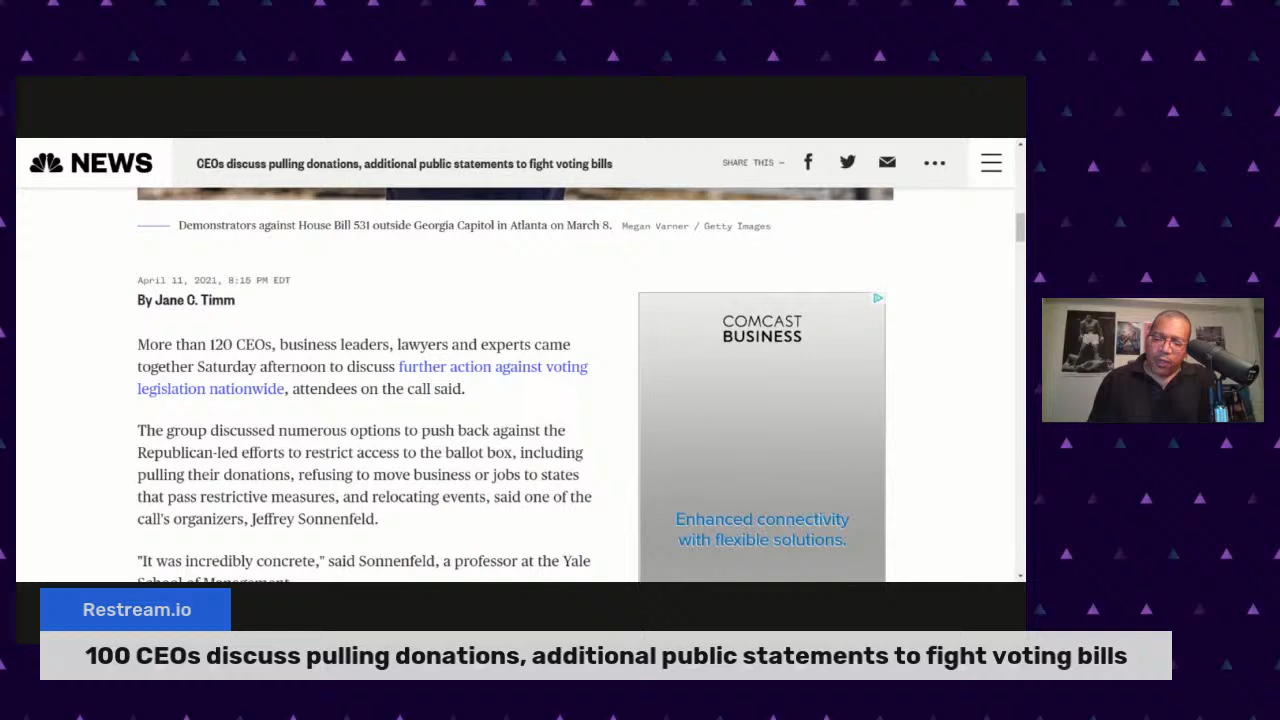 NEWS
CEOs discuss pulling donations, additional public statements to fight voting bills
SHARE THIS —
Demonstrators against House Bill 531 outside Georgia Capitol in Atlanta on March 8. Megan Varner / Getty Images
April 11, 2021, 8:15 PM EDT
By Jane C. Timm
More than 120 CEOs, business leaders, lawyers and experts came
together Saturday afternoon to discuss further action against voting
legislation nationwide, attendees on the call said.
The group discussed numerous options to push back against the
Republican-led efforts to restrict access to the ballot box, including
pulling their donations, refusing to move business or jobs to states
that pass restrictive measures, and relocating events, said one of the
call's organizers, Jeffrey Sonnenfeld.
"It was incredibly concrete," said Sonnenfeld, a professor at the Yale
School of Management
COMCAST
BUSINESS
Enhanced connectivity
with flexible solutions.
Restream.io
100 CEOs discuss pulling donations, additional public statements to fight voting bills